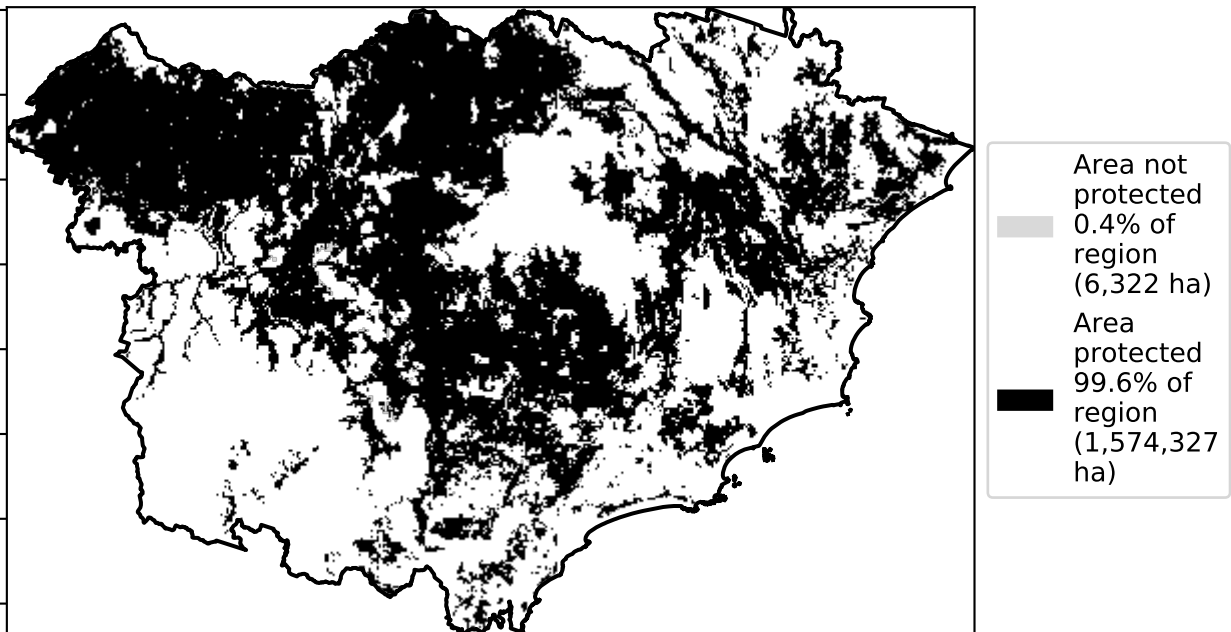 Area not
protected
0.4% of
region
(6,322 ha)
Area
protected
99.6% of
region
(1,574,327
ha)